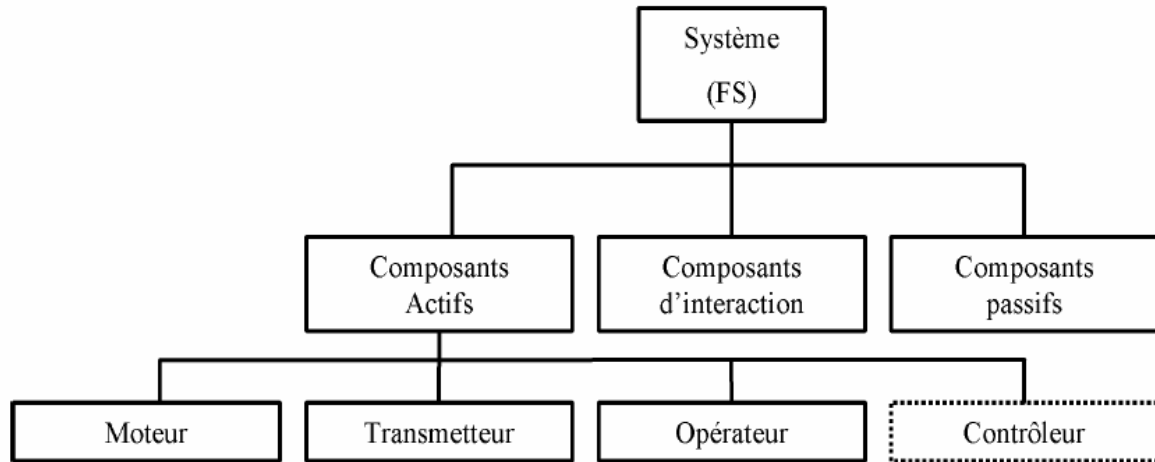 Système
(FS)
Composants
Actifs
Composants
d'interaction
Composants
passifs
Moteur
Transmetteur
Opérateur
Contrôleur